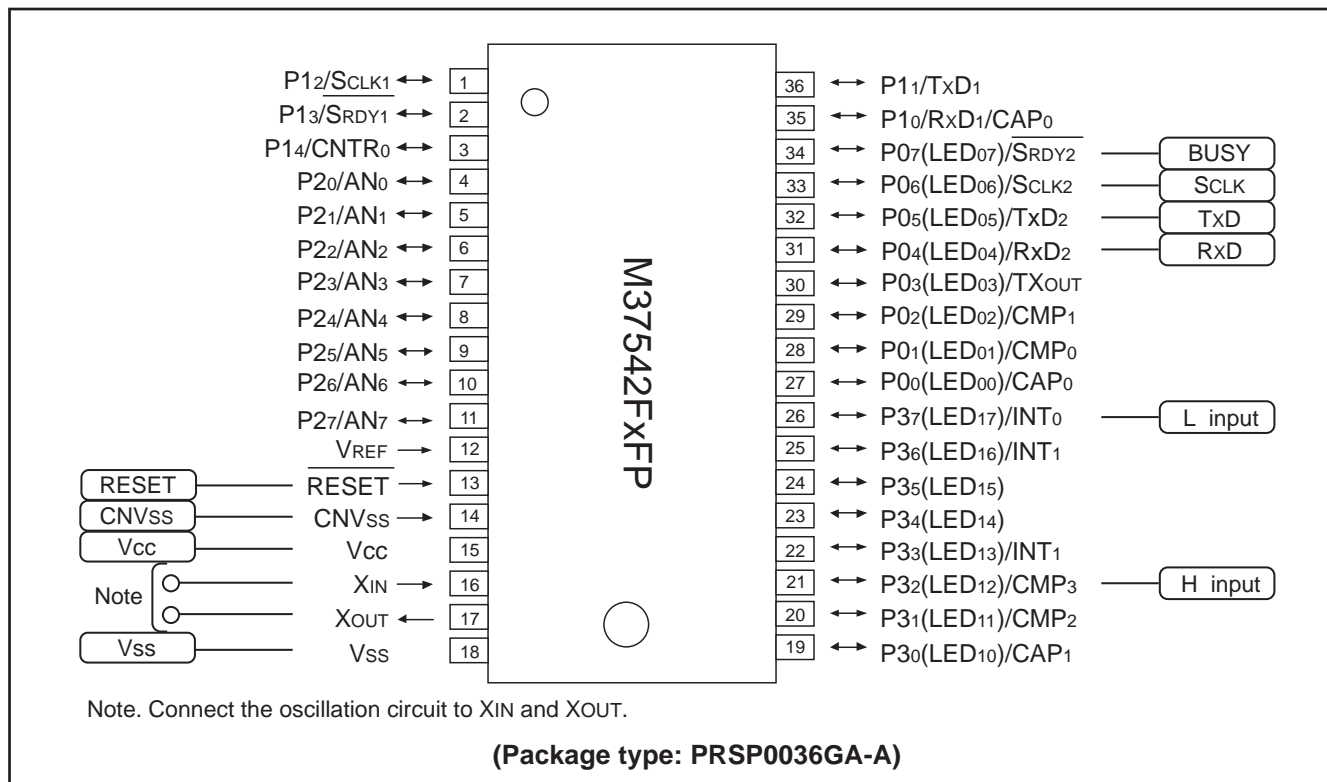 P12/SCLK1 1
P13/SRDY1 2
P14/CNTR0 3
P20/AN0 4
P21/AN1 5
P22/AN2 6
P23/AN3 7
P24/AN4 8
P25/AN5 9
P26/AN6 10
P27/AN7 11
VREF 12
RESET RESET 13
CNVSS CNVSS 14
Vcc Vcc 15
Note XIN 16
XOUT 17
Vss Vss 18
M37542FxFP
36 P11/TxD1
35 P10/RxD1/CAP0
34 P07(LED07)/SRDY2 BUSY
33 P06(LED06)/SCLK2 SCLK
32 P05(LED05)/TxD2 TxD
31 P04(LED04)/RxD2 RxD
30 P03(LED03)/TXOUT
29 P02(LED02)/CMP1
28 P01(LED01)/CMP0
27 P00(LED00)/CAP0
26 P37(LED17)/INT0 L input
25 P36(LED16)/INT1
24 P35(LED15)
23 P34(LED14)
22 P33(LED13)/INT1
21 P32(LED12)/CMP3 H input
20 P31(LED11)/CMP2
19 P30(LED10)/CAP1
Note. Connect the oscillation circuit to XIN and XOUT.
(Package type: PRSP0036GA-A)